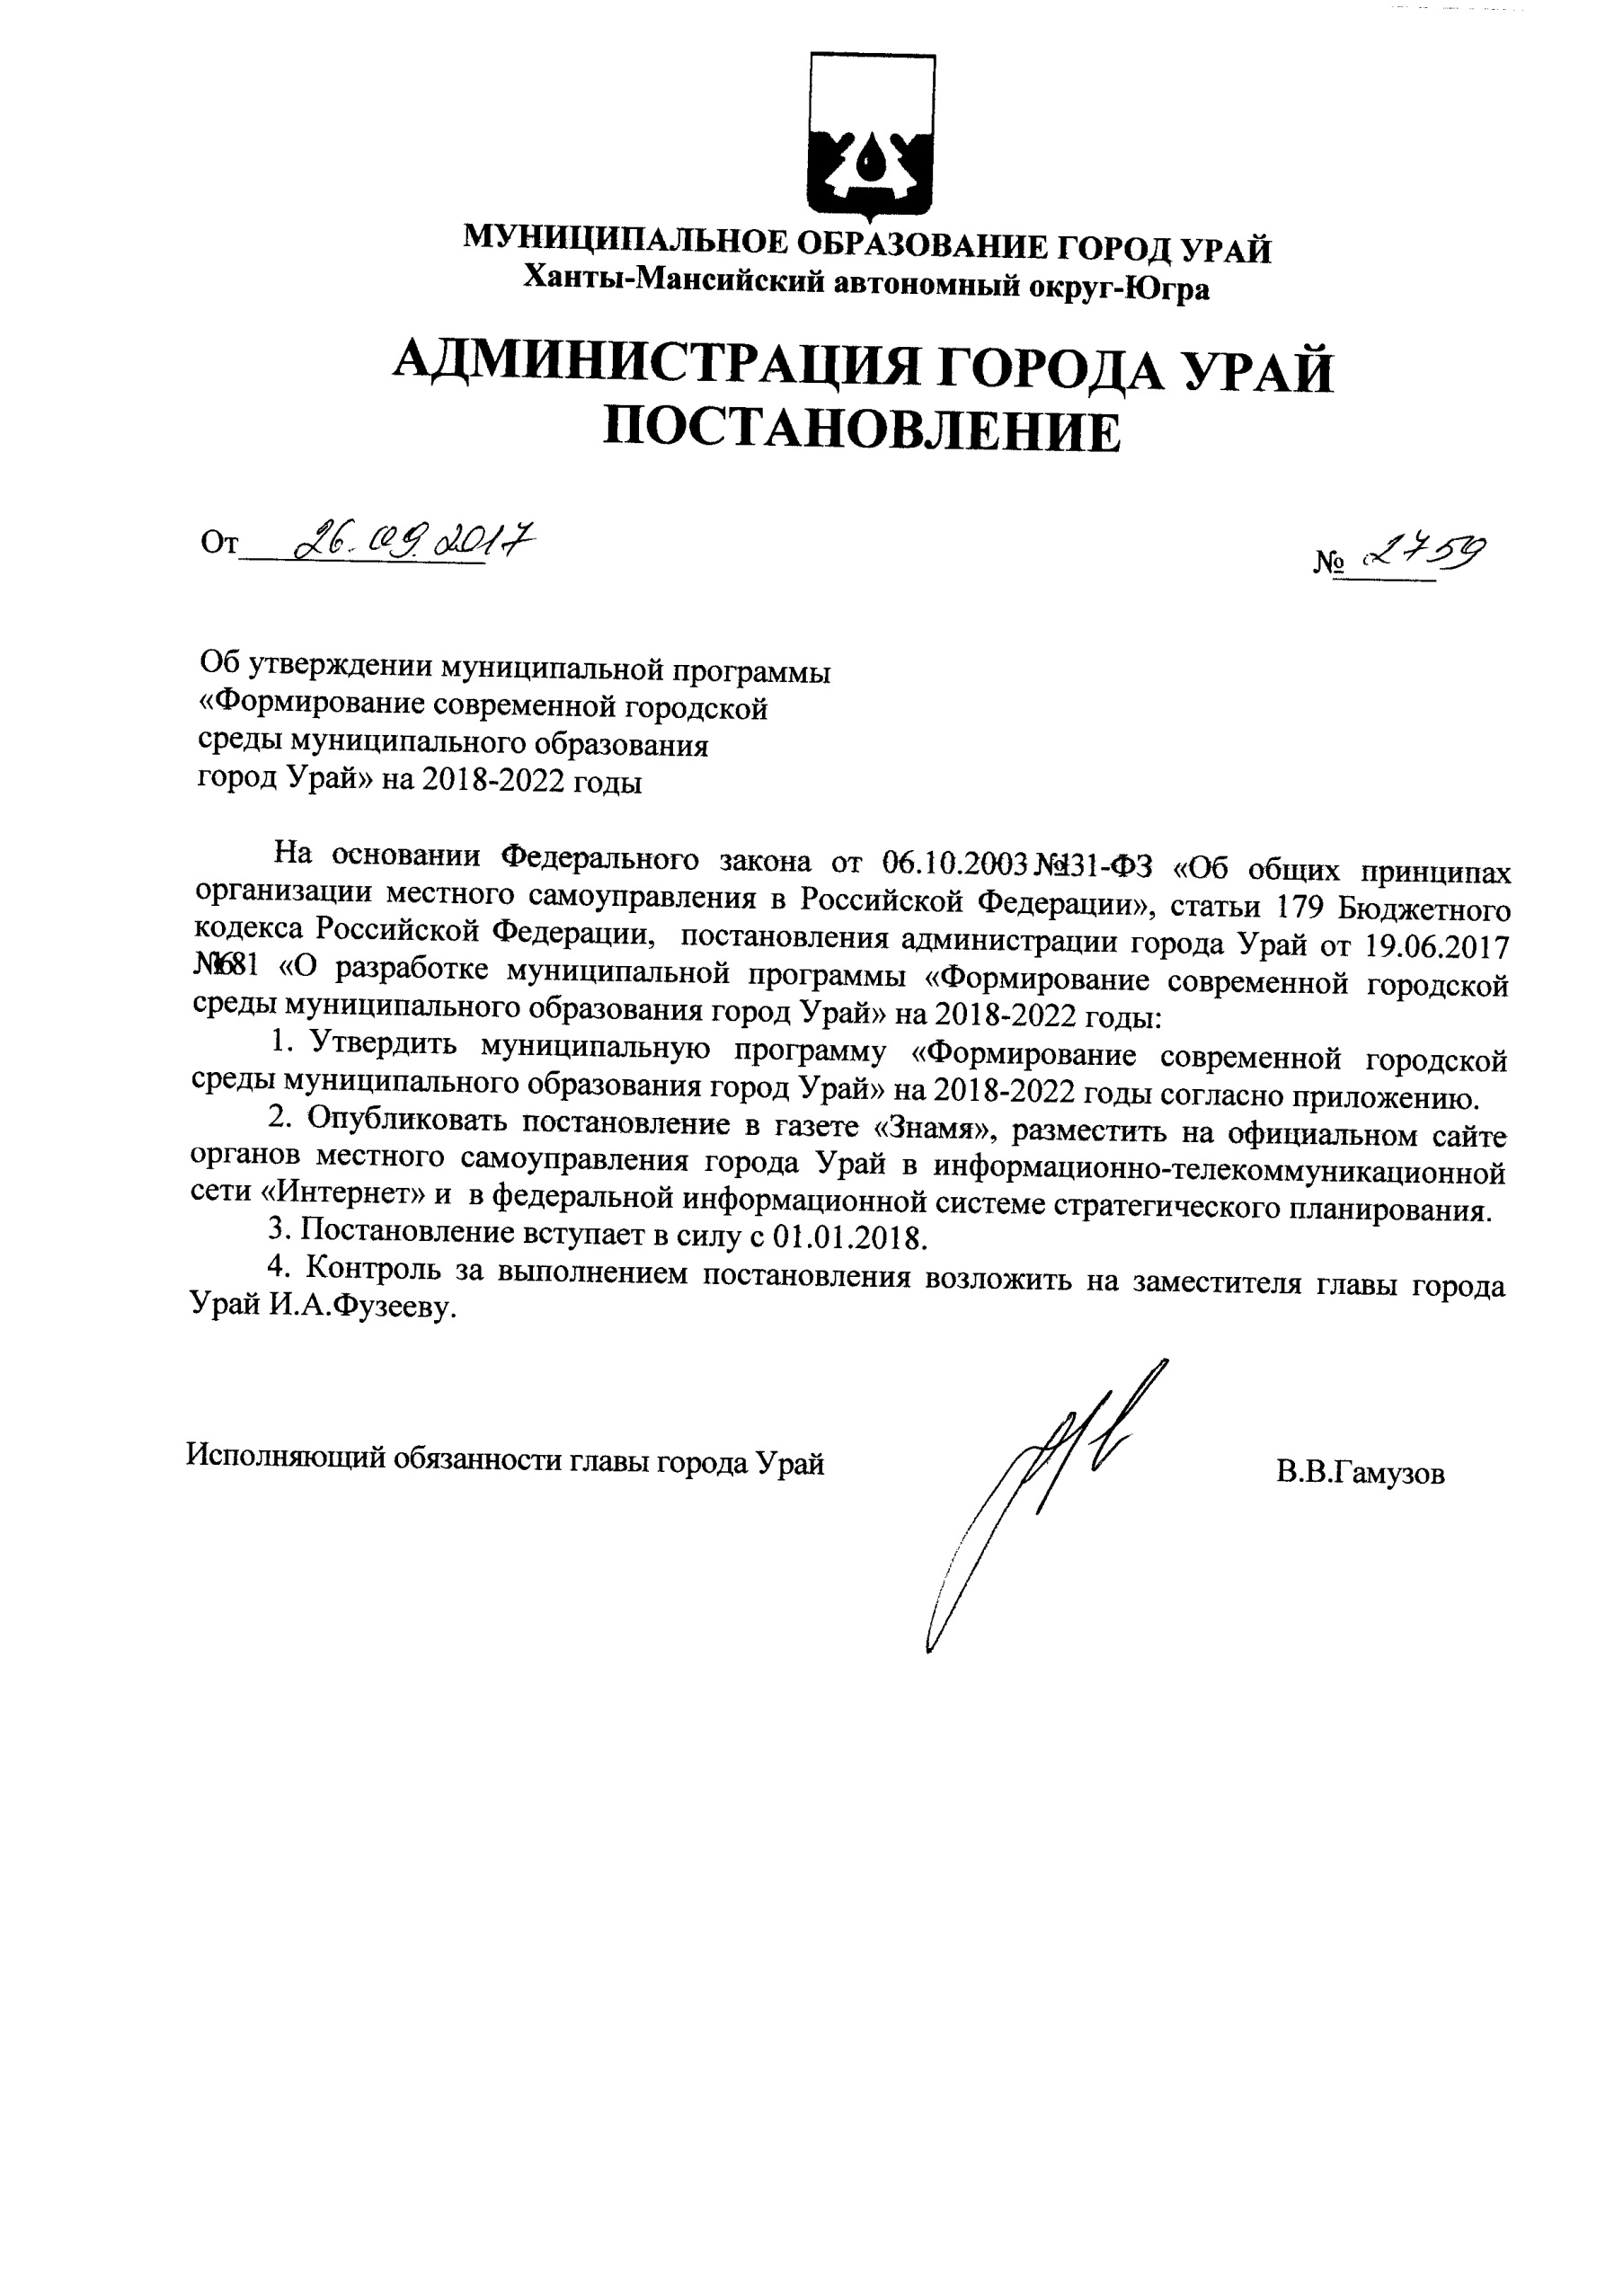 МУНИЦИПАЛЬНОЕ ОБРАЗОВАНИЕ ГОРОД УРАЙ
Ханты-Мансийский автономный округ-Югра
АДМИНИСТРАЦИЯ ГОРОДА УРАЙ
ПОСТАНОВЛЕНИЕ
От 26.09.2017
№ 2759
Об утверждении муниципальной программы
«Формирование современной городской
среды муниципального образования
город Урай» на 2018-2022 годы
На основании Федерального закона от 06.10.2003 №131-ФЗ «Об общих принципах
организации местного самоуправления в Российской Федерации», статьи 179 Бюджетного
кодекса Российской Федерации, постановления администрации города Урай от 19.06.2017
№1681 «О разработке муниципальной программы «Формирование современной городской
среды муниципального образования город Урай» на 2018-2022 годы:
1. Утвердить муниципальную программу «Формирование современной городской
среды муниципального образования город Урай» на 2018-2022 годы согласно приложению.
2. Опубликовать постановление в газете «Знамя», разместить на официальном сайте
органов местного самоуправления города Урай в информационно-телекоммуникационной
сети «Интернет» и в федеральной информационной системе стратегического планирования.
3. Постановление вступает в силу с 01.01.2018.
4. Контроль за выполнением постановления возложить на заместителя главы города
Урай И.А.Фузееву.
Исполняющий обязанности главы города Урай
В.В.Гамузов